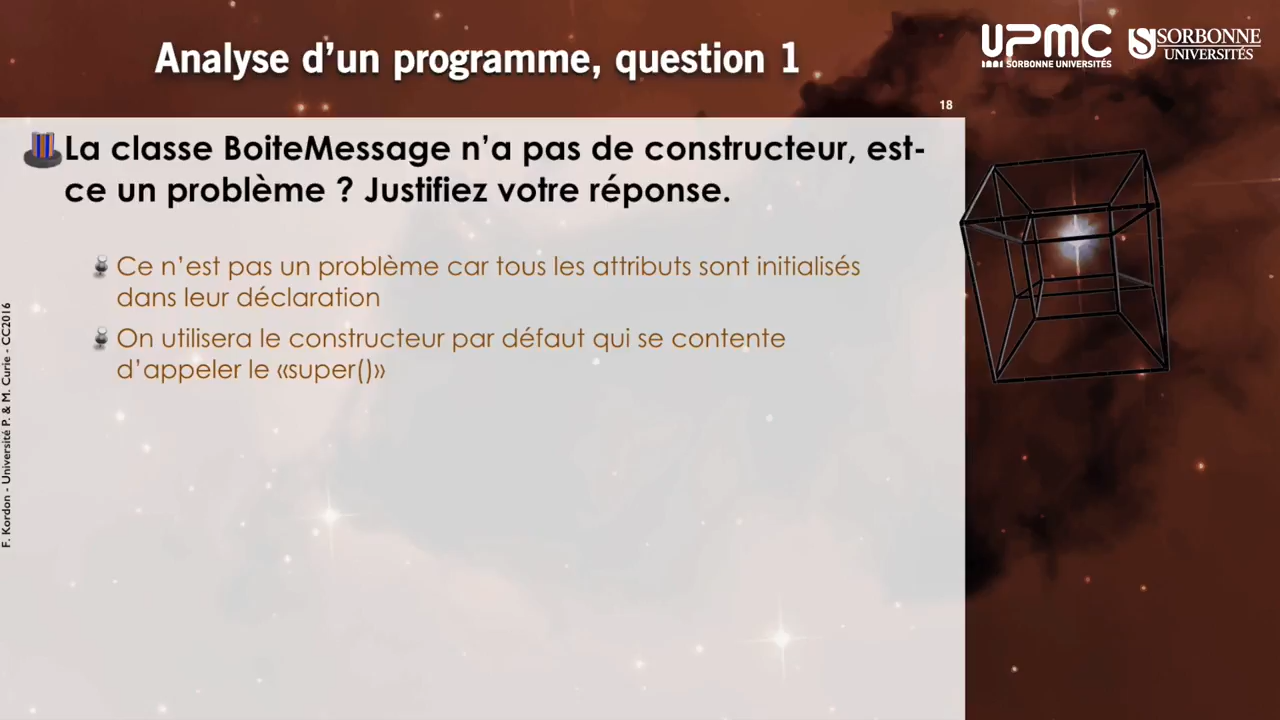 Analyse d’un programme, question 1
UPMC
SORBONNE UNIVERSITÉS
SORBONNE
UNIVERSITÉS
18
La classe BoiteMessage n’a pas de constructeur, est-
ce un problème ? Justifiez votre réponse.
Ce n’est pas un problème car tous les attributs sont initialisés
dans leur déclaration
On utilisera le constructeur par défaut qui se contente
d’appeler le «super()»
F. Kordon - Université P. & M. Curie - CC2016